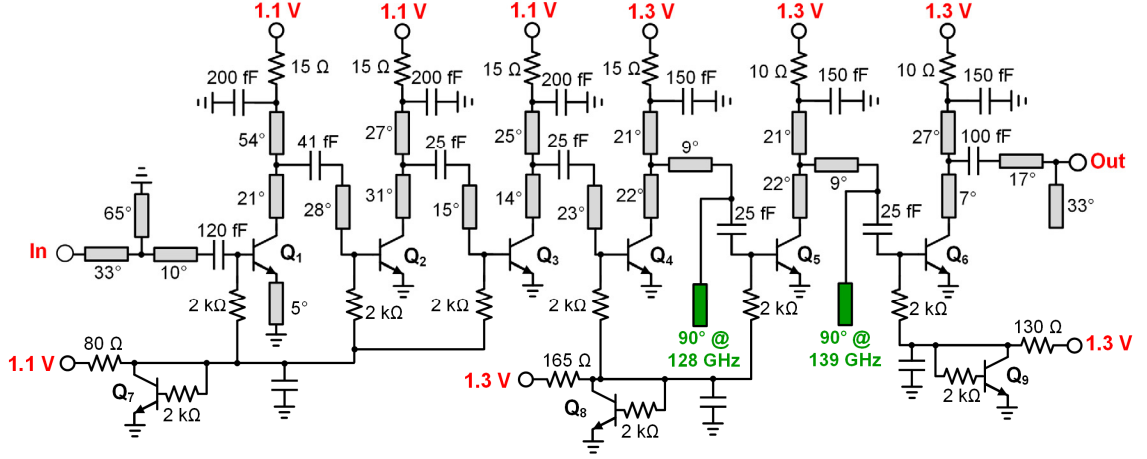 1.1 V 1.1 V 1.1 V 1.3 V 1.3 V 1.3 V
15 Ω 15 Ω 15 Ω 15 Ω 10 Ω 10 Ω
200 fF 200 fF 200 fF 150 fF 150 fF 150 fF
54° 41 fF 27° 25 fF 25° 25 fF 21° 9° 21° 9° 27° 100 fF
Out
17°
65° 21° 28° 31° 15° 14° 23° 22° 22° 7° 33°
120 fF 25 fF 25 fF
In
33° 10° Q1 Q2 Q3 Q4 Q5 Q6
2 kΩ 5° 2 kΩ 2 kΩ 2 kΩ 2 kΩ 2 kΩ
90° @ 128 GHz
90° @ 139 GHz
1.1 V 80 Ω 1.3 V 165 Ω 130 Ω 1.3 V
Q7 2 kΩ Q8 2 kΩ 2 kΩ Q9